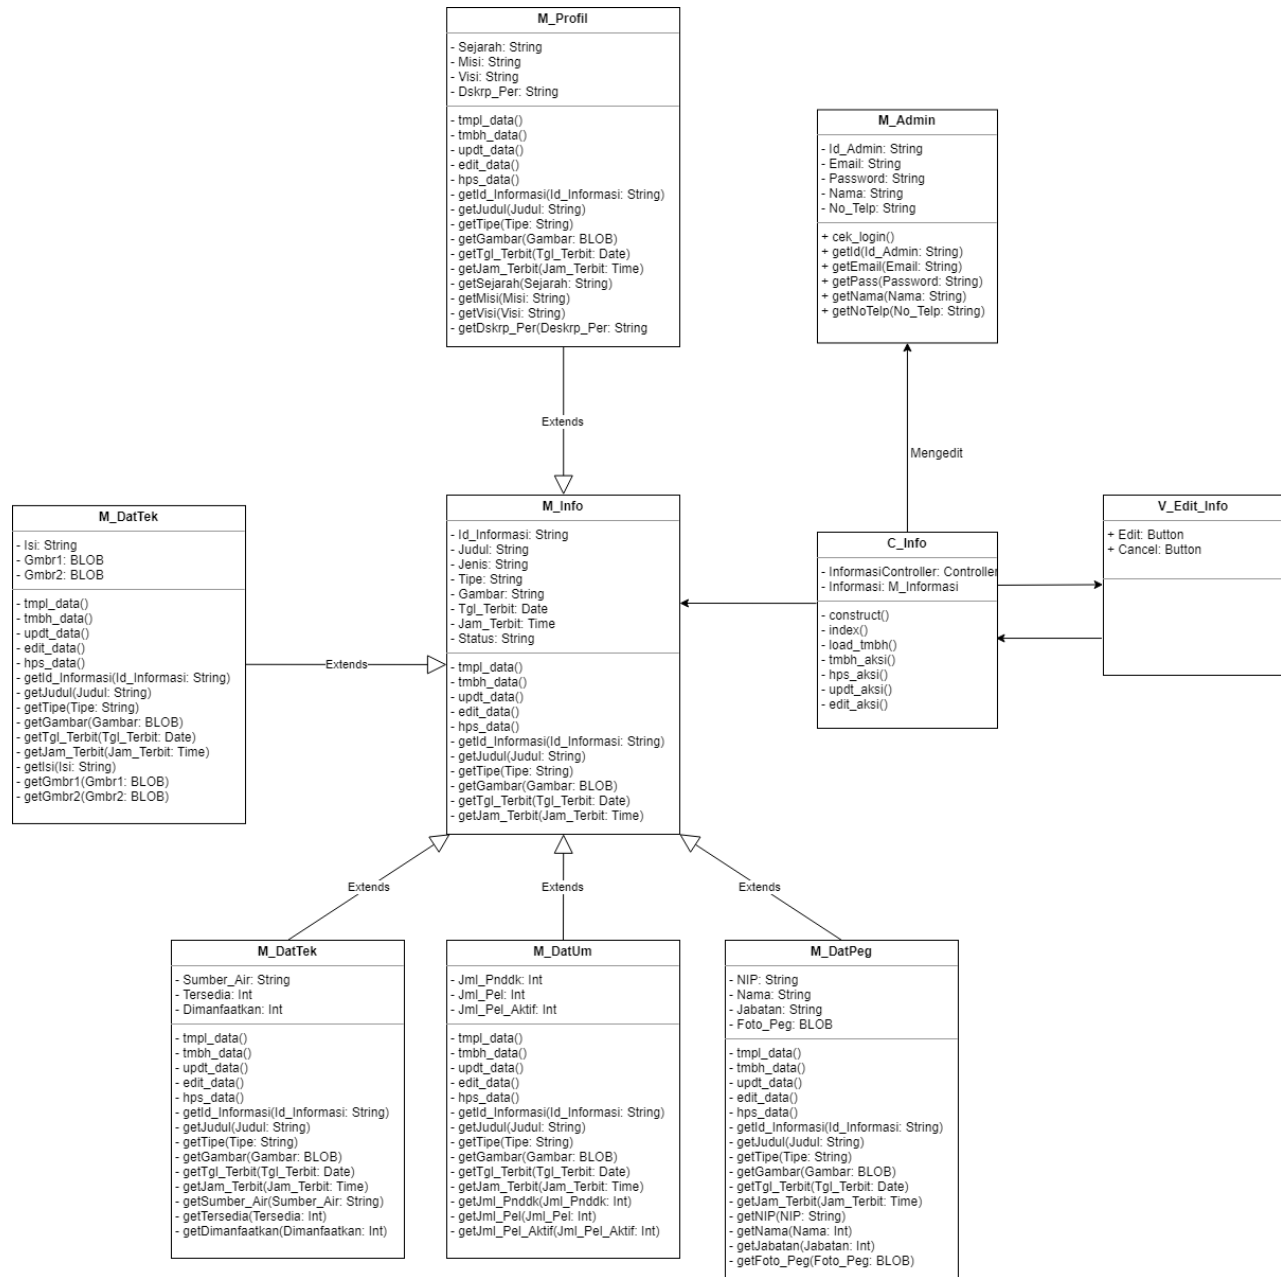 M_Profil
- Sejarah: String
- Misi: String
- Visi: String
- Dskrp_Per: String
- tmpl_data()
- tmbh_data()
- updt_data()
- edit_data()
- hps_data()
- getId_Informasi(Id_Informasi: String)
- getJudul(Judul: String)
- getTipe(Tipe: String)
- getGambar(Gambar: BLOB)
- getTgl_Terbit(Tgl_Terbit: Date)
- getJam_Terbit(Jam_Terbit: Time)
- getSejarah(Sejarah: String)
- getMisi(Misi: String)
- getVisi(Visi: String)
- getDskrp_Per(Deskrp_Per: String
M_Admin
- Id_Admin: String
- Email: String
- Password: String
- Nama: String
- No_Telp: String
+ cek_login()
+ getId(Id_Admin: String)
+ getEmail(Email: String)
+ getPass(Password: String)
+ getNama(Nama: String)
+ getNoTelp(No_Telp: String)
Extends
Mengedit
M_DatTek
- Isi: String
- Gmbr1: BLOB
- Gmbr2: BLOB
- tmpl_data()
- tmbh_data()
- updt_data()
- edit_data()
- hps_data()
- getId_Informasi(Id_Informasi: String)
- getJudul(Judul: String)
- getTipe(Tipe: String)
- getGambar(Gambar: BLOB)
- getTgl_Terbit(Tgl_Terbit: Date)
- getJam_Terbit(Jam_Terbit: Time)
- getIsi(Isi: String)
- getGmbr1(Gmbr1: BLOB)
- getGmbr2(Gmbr2: BLOB)
Extends
M_Info
- Id_Informasi: String
- Judul: String
- Jenis: String
- Tipe: String
- Gambar: String
- Tgl_Terbit: Date
- Jam_Terbit: Time
- Status: String
- tmpl_data()
- tmbh_data()
- updt_data()
- edit_data()
- hps_data()
- getId_Informasi(Id_Informasi: String)
- getJudul(Judul: String)
- getTipe(Tipe: String)
- getGambar(Gambar: BLOB)
- getTgl_Terbit(Tgl_Terbit: Date)
- getJam_Terbit(Jam_Terbit: Time)
C_Info
- InformasiController: Controller
- Informasi: M_Informasi
- construct()
- index()
- load_tmbh()
- tmbh_aksi()
- hps_aksi()
- updt_aksi()
- edit_aksi()
V_Edit_Info
+ Edit: Button
+ Cancel: Button
Extends
Extends
Extends
M_DatTek
- Sumber_Air: String
- Tersedia: Int
- Dimanfaatkan: Int
- tmpl_data()
- tmbh_data()
- updt_data()
- edit_data()
- hps_data()
- getId_Informasi(Id_Informasi: String)
- getJudul(Judul: String)
- getTipe(Tipe: String)
- getGambar(Gambar: BLOB)
- getTgl_Terbit(Tgl_Terbit: Date)
- getJam_Terbit(Jam_Terbit: Time)
- getSumber_Air(Sumber_Air: String)
- getTersedia(Tersedia: Int)
- getDimanfaatkan(Dimanfaatkan: Int)
M_DatUm
- Jml_Pnddk: Int
- Jml_Pel: Int
- Jml_Pel_Aktif: Int
- tmpl_data()
- tmbh_data()
- updt_data()
- edit_data()
- hps_data()
- getId_Informasi(Id_Informasi: String)
- getJudul(Judul: String)
- getTipe(Tipe: String)
- getGambar(Gambar: BLOB)
- getTgl_Terbit(Tgl_Terbit: Date)
- getJam_Terbit(Jam_Terbit: Time)
- getJml_Pnddk(Jml_Pnddk: Int)
- getJml_Pel(Jml_Pel: Int)
- getJml_Pel_Aktif(Jml_Pel_Aktif: Int)
M_DatPeg
- NIP: String
- Nama: String
- Jabatan: String
- Foto_Peg: BLOB
- tmpl_data()
- tmbh_data()
- updt_data()
- edit_data()
- hps_data()
- getId_Informasi(Id_Informasi: String)
- getJudul(Judul: String)
- getTipe(Tipe: String)
- getGambar(Gambar: BLOB)
- getTgl_Terbit(Tgl_Terbit: Date)
- getJam_Terbit(Jam_Terbit: Time)
- getNIP(NIP: String)
- getNama(Nama: Int)
- getJabatan(Jabatan: Int)
- getFoto_Peg(Foto_Peg: BLOB)